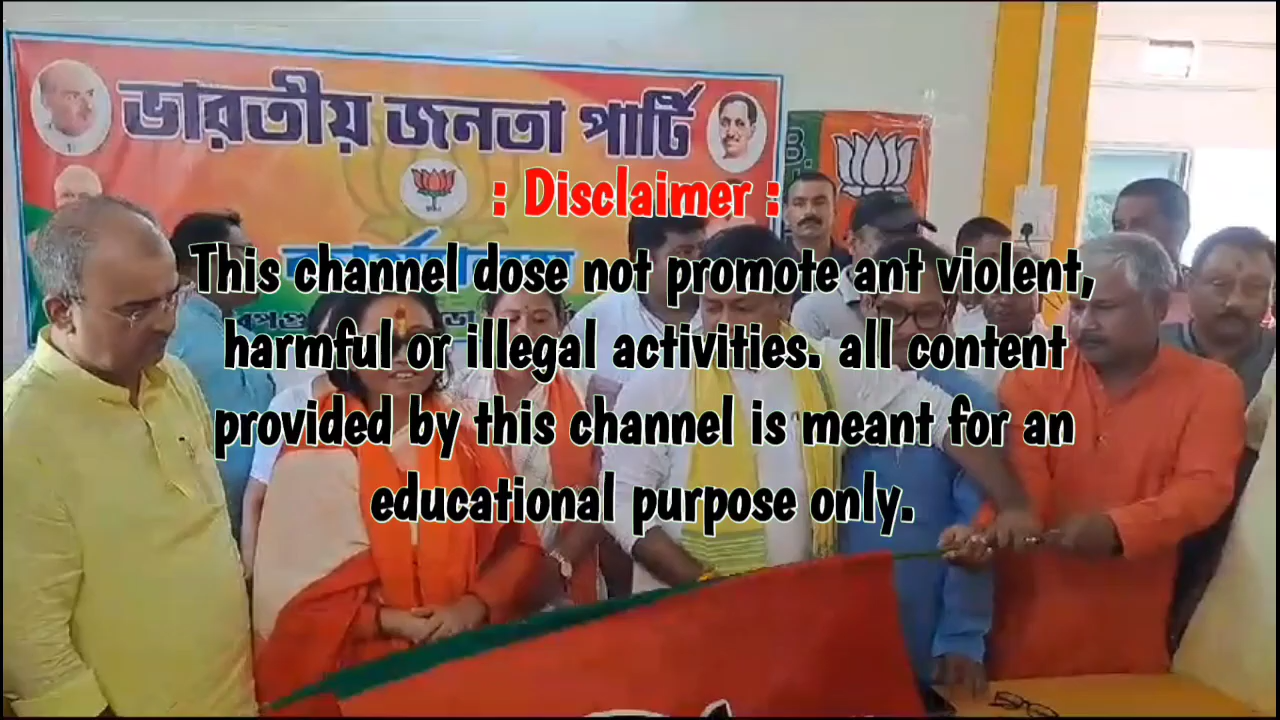 ভারতীয় জনতা পার্টি
: Disclaimer :
This channel dose not promote ant violent,
harmful or illegal activities. all content
provided by this channel is meant for an
educational purpose only.